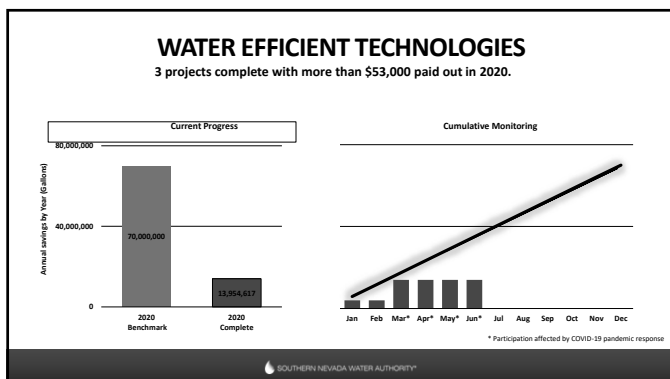 WATER EFFICIENT TECHNOLOGIES
3 projects complete with more than $53,000 paid out in 2020.
Current Progress
Annual savings by Year (Gallons)
80,000,000
40,000,000
0
70,000,000
13,954,617
2020
Benchmark
2020
Complete
Cumulative Monitoring
Jan Feb Mar* Apr* May* Jun* Jul Aug Sep Oct Nov Dec
* Participation affected by COVID-19 pandemic response
SOUTHERN NEVADA WATER AUTHORITY®